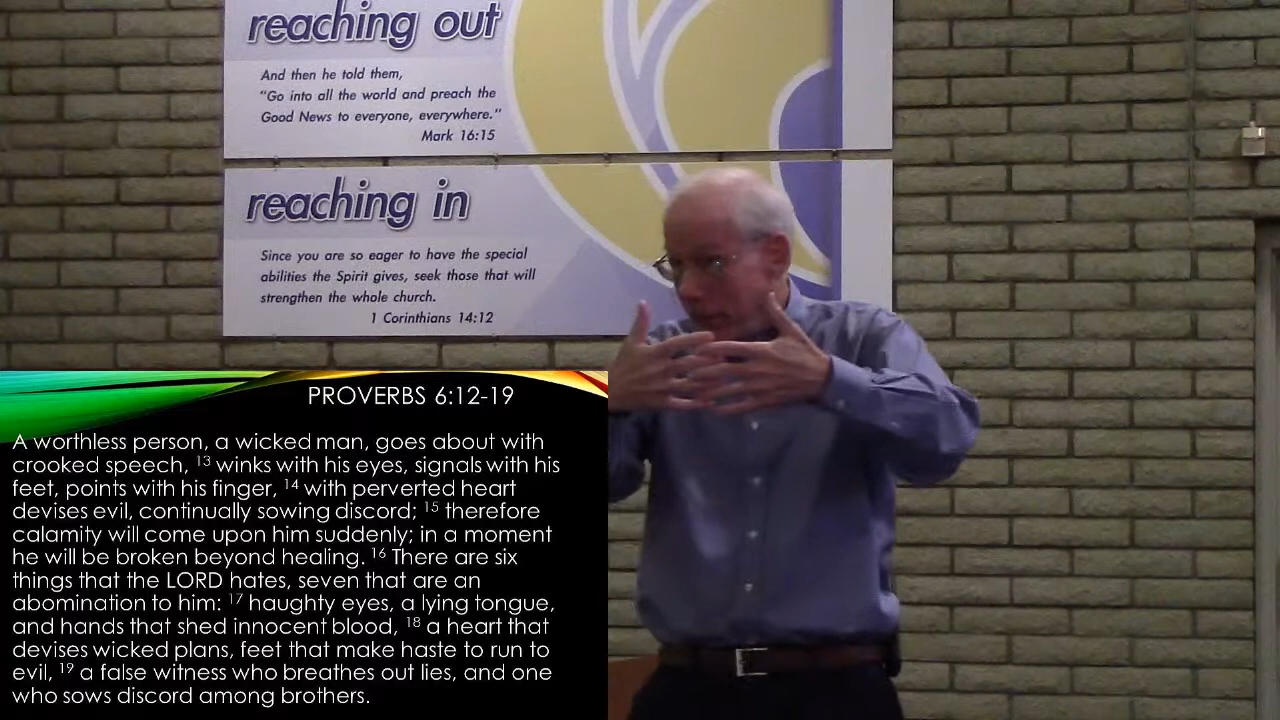 reaching out
And then he told them,
"Go into all the world and preach the
Good News to everyone, everywhere."
Mark 16:15
reaching in
Since you are so eager to have the special
abilities the Spirit gives, seek those that will
strengthen the whole church.
1 Corinthians 14:12
PROVERBS 6:12-19
A worthless person, a wicked man, goes about with
crooked speech, 13 winks with his eyes, signals with his
feet, points with his finger, 14 with perverted heart
devises evil, continually sowing discord; 15 therefore
calamity will come upon him suddenly; in a moment
he will be broken beyond healing. 16 There are six
things that the LORD hates, seven that are an
abomination to him: 17 haughty eyes, a lying tongue,
and hands that shed innocent blood, 18 a heart that
devises wicked plans, feet that make haste to run to
evil, 19 a false witness who breathes out lies, and one
who sows discord among brothers.